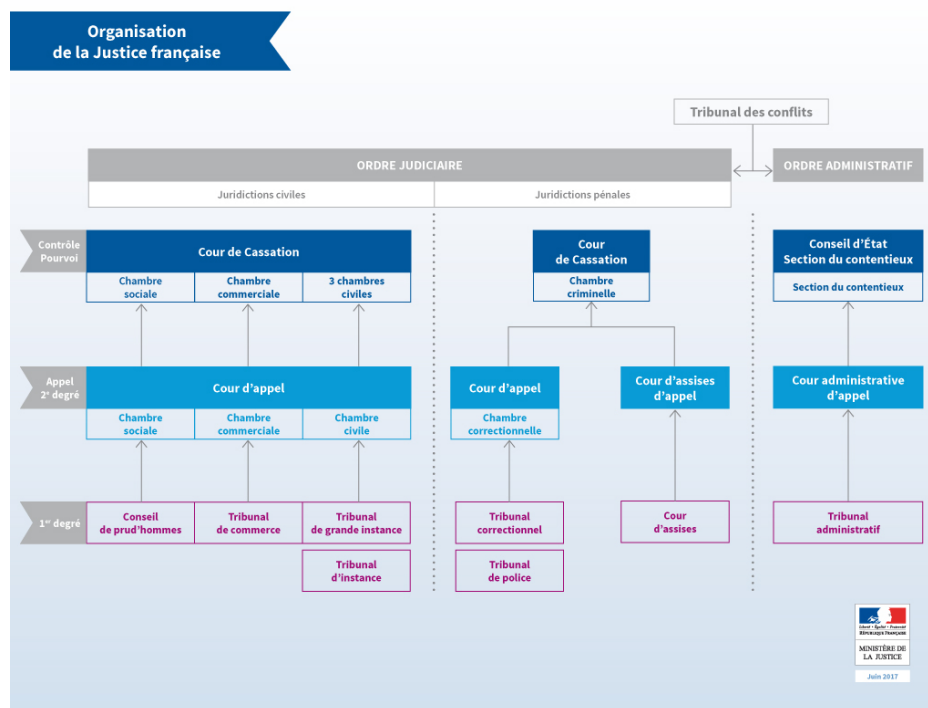 Organisation
de la Justice française
Tribunal des conflits
ORDRE JUDICIAIRE
ORDRE ADMINISTRATIF
Juridictions civiles
Juridictions pénales
Contrôle
Pourvoi
Cour de Cassation
Chambre
sociale
Chambre
commerciale
3 chambres
civiles
Cour
de Cassation
Chambre
criminelle
Conseil d'État
Section du contentieux
Section du contentieux
Appel
2e degré
Cour d'appel
Chambre
sociale
Chambre
commerciale
Chambre
civile
Cour d'appel
Chambre
correctionnelle
Cour d'assises
d'appel
Cour administrative
d'appel
1er degré
Conseil
de prud'hommes
Tribunal
de commerce
Tribunal
de grande instance
Tribunal
d'instance
Tribunal
correctionnel
Tribunal
de police
Cour
d'assises
Tribunal
administratif
Liberté • Égalité • Fraternité
RÉPUBLIQUE FRANÇAISE
MINISTÈRE DE
LA JUSTICE
Juin 2017